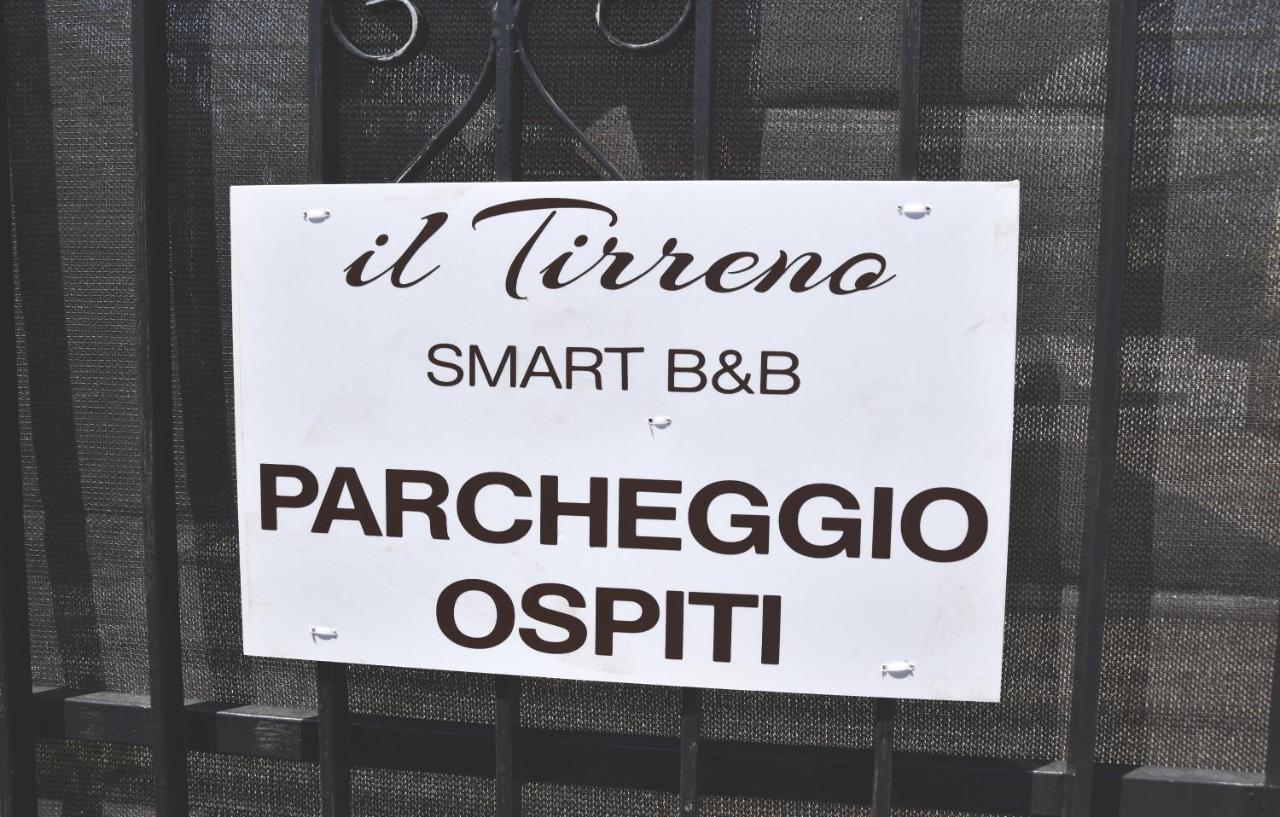 il Tirreno
SMART B&B
PARCHEGGIO
OSPITI